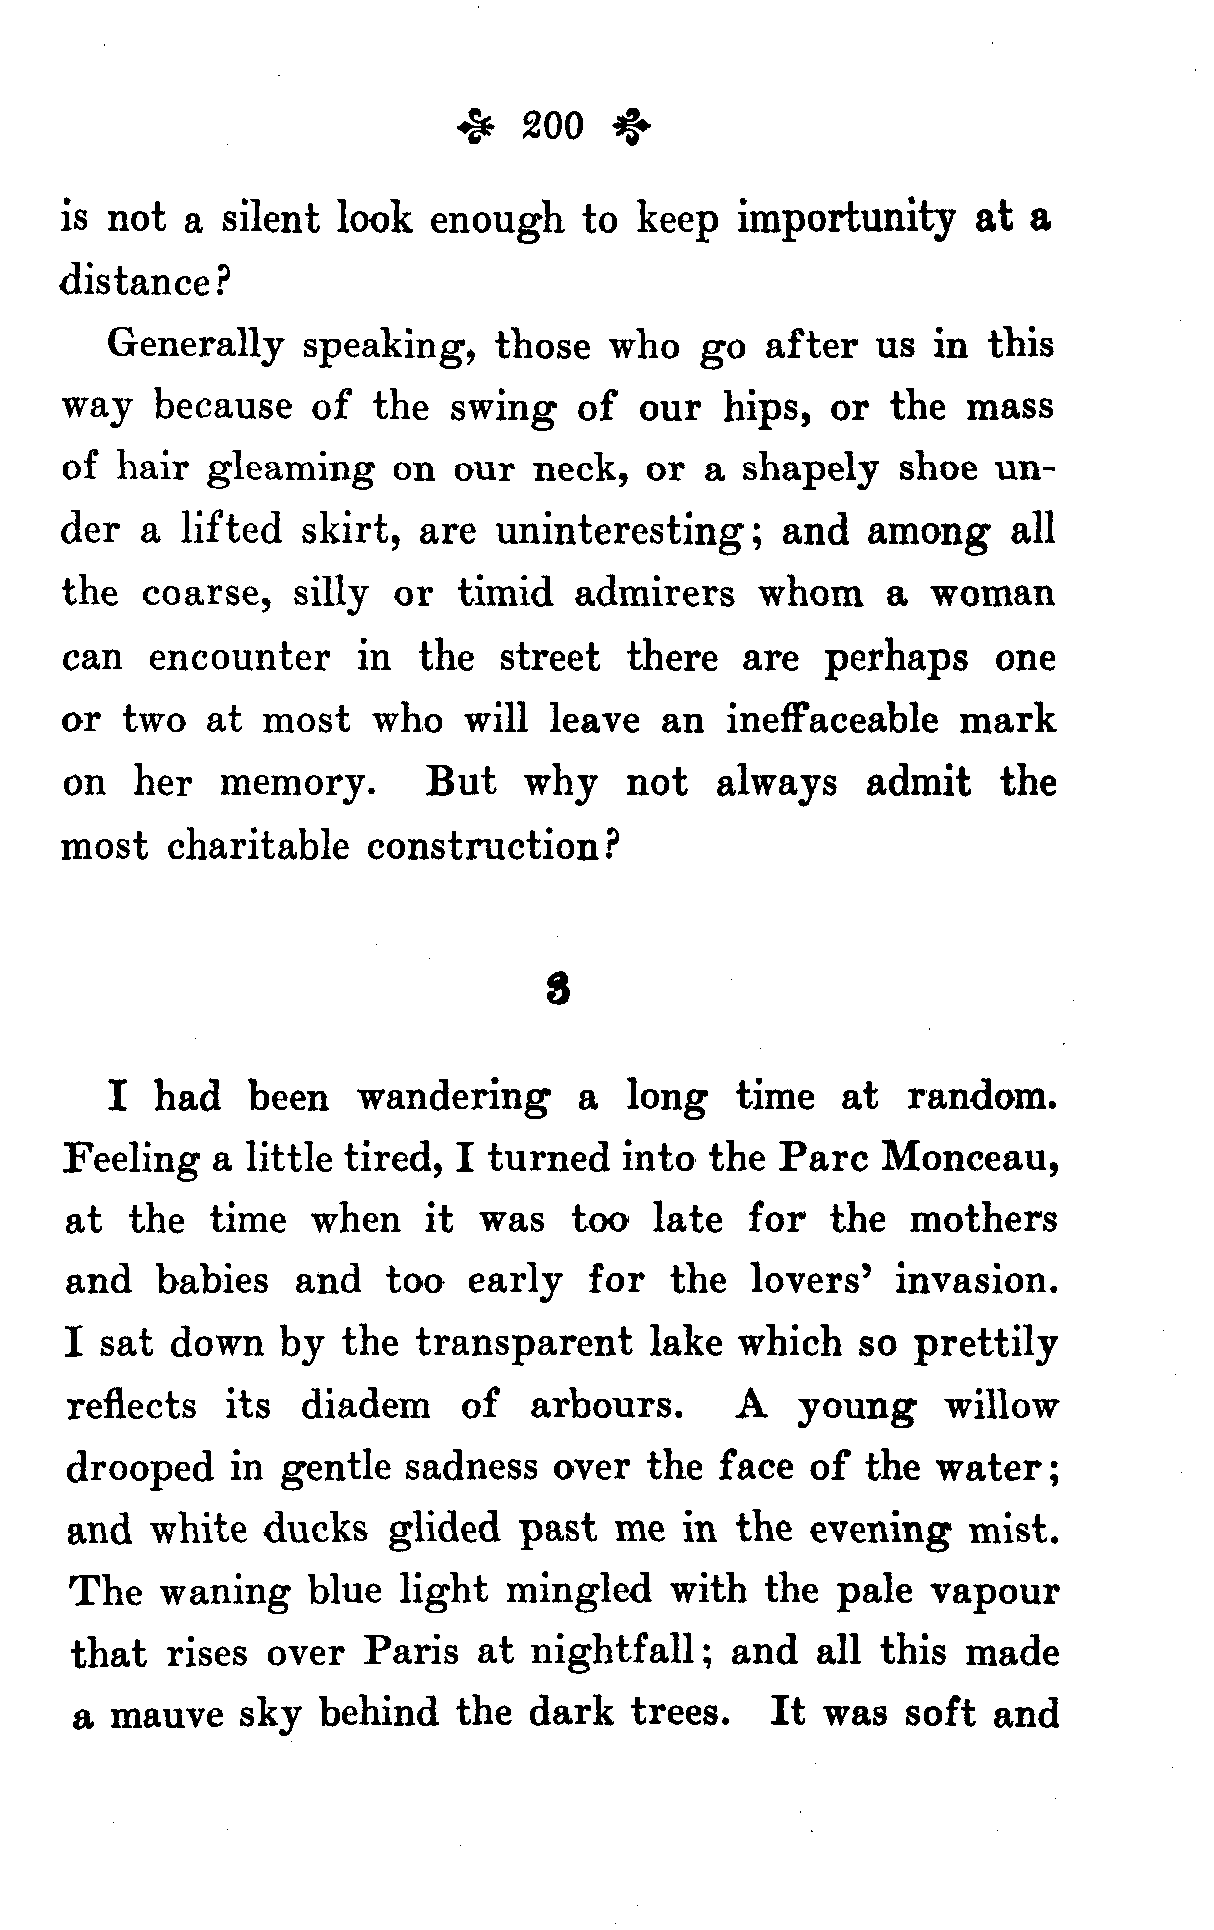 200
is not a silent look enough to keep importunity at a
distance?
Generally speaking, those who go after us in this
way because of the swing of our hips, or the mass
of hair gleaming on our neck, or a shapely shoe un-
der a lifted skirt, are uninteresting; and among all
the coarse, silly or timid admirers whom a woman
can encounter in the street there are perhaps one
or two at most who will leave an ineffaceable mark
on her memory. But why not always admit the
most charitable construction?
3
I had been wandering a long time at random.
Feeling a little tired, I turned into the Parc Monceau,
at the time when it was too late for the mothers
and babies and too early for the lovers' invasion.
I sat down by the transparent lake which so prettily
reflects its diadem of arbours. A young willow
drooped in gentle sadness over the face of the water;
and white ducks glided past me in the evening mist.
The waning blue light mingled with the pale vapour
that rises over Paris at nightfall; and all this made
a mauve sky behind the dark trees. It was soft and